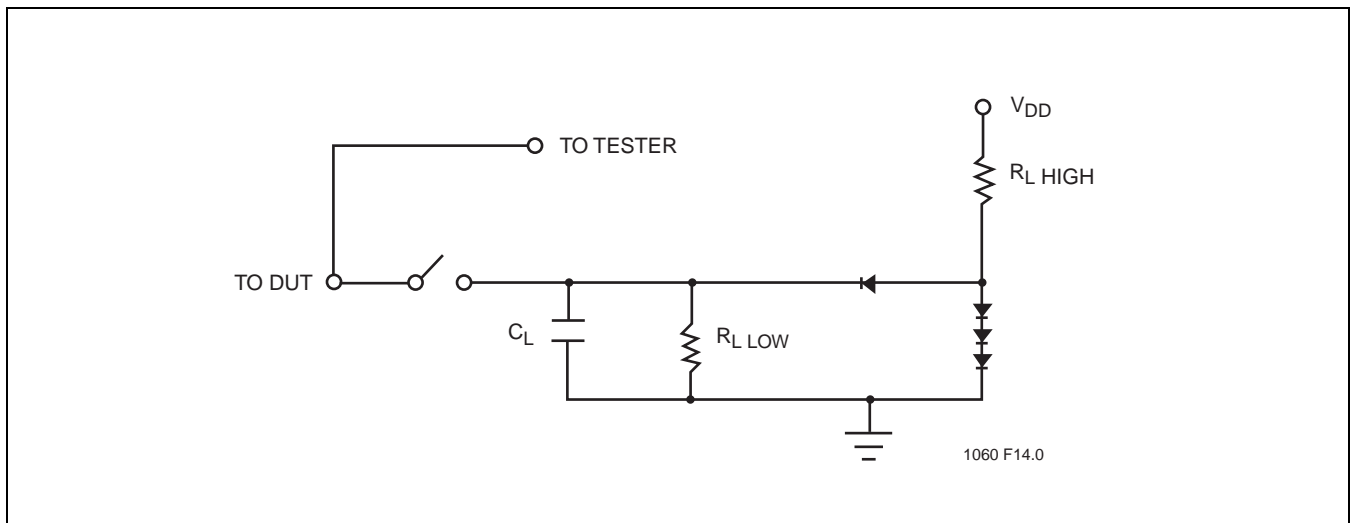 VDD
TO TESTER
RL HIGH
TO DUT
CL
RL LOW
1060 F14.0